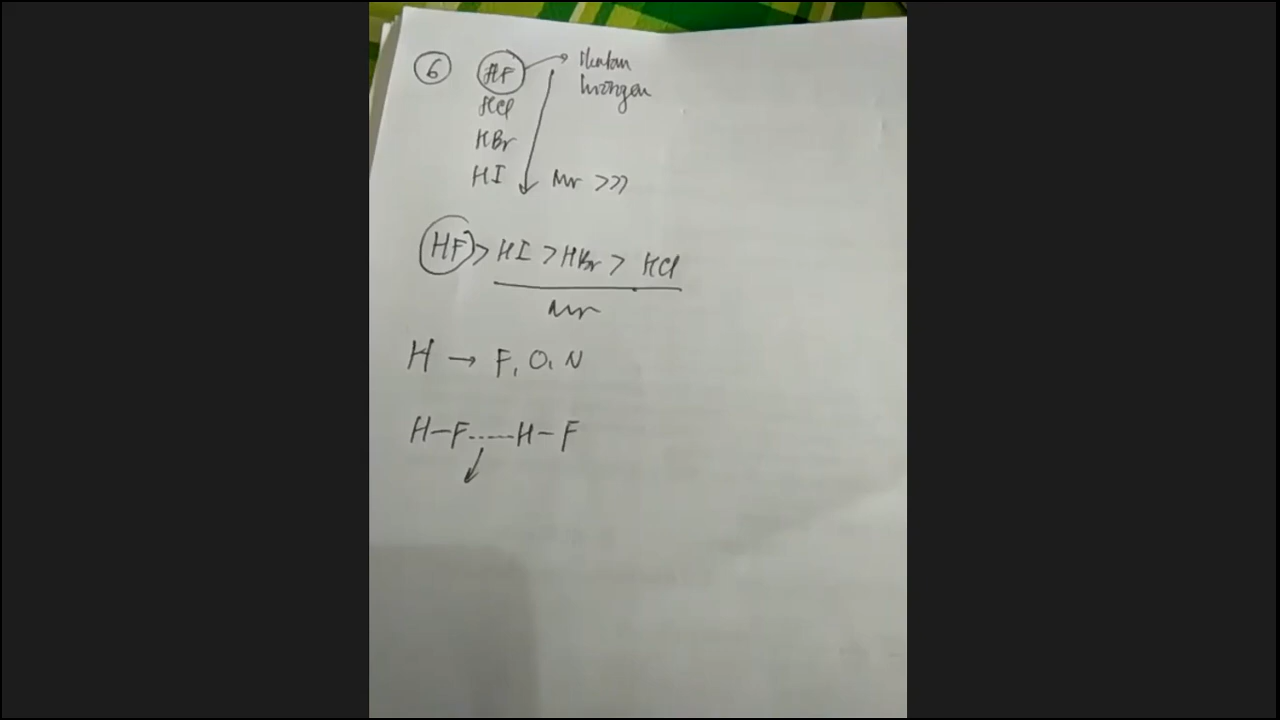 6 HF → Ikatan
hidrogen
HCl
HBr
HI Mr >>>
HF > HI > HBr > HCl
Mr
H → F, O, N
H-F.....H-F